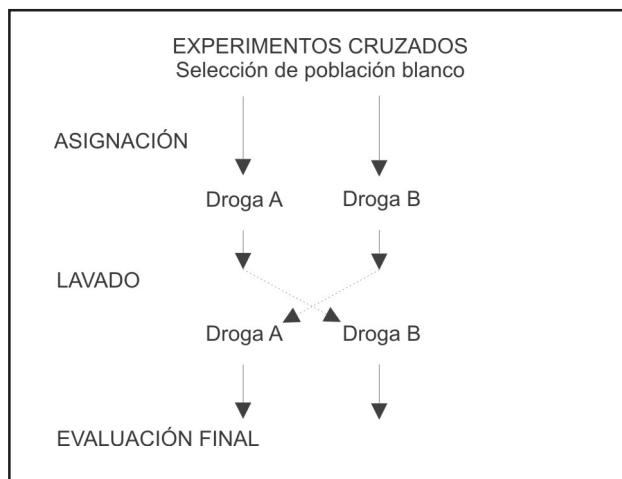 EXPERIMENTOS CRUZADOS
Selección de población blanco
ASIGNACIÓN
Droga A Droga B
LAVADO
Droga A Droga B
EVALUACIÓN FINAL